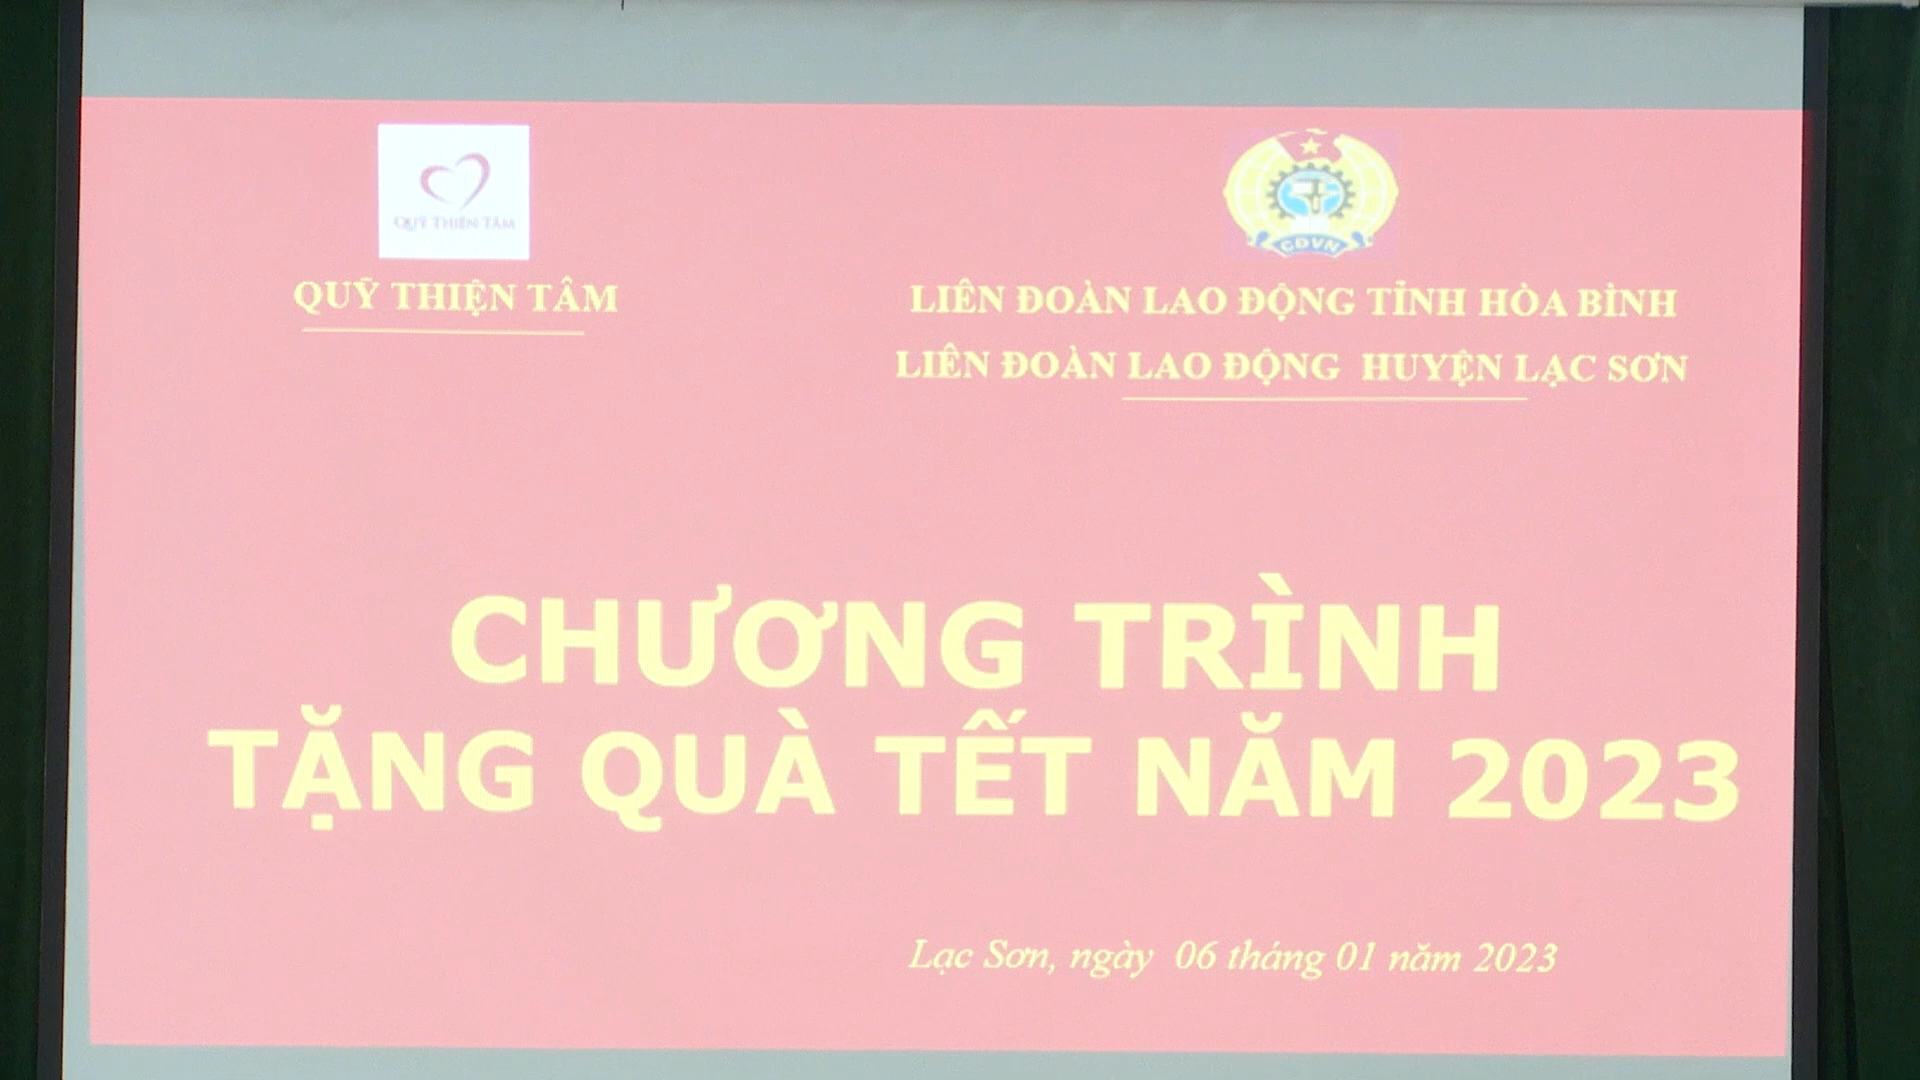 QUỸ THIỆN TÂM
CĐVN
QUỸ THIỆN TÂM
LIÊN ĐOÀN LAO ĐỘNG TỈNH HÒA BÌNH
LIÊN ĐOÀN LAO ĐỘNG HUYỆN LẠC SƠN
CHƯƠNG TRÌNH
TẶNG QUÀ TẾT NĂM 2023
Lạc Sơn, ngày 06 tháng 01 năm 2023